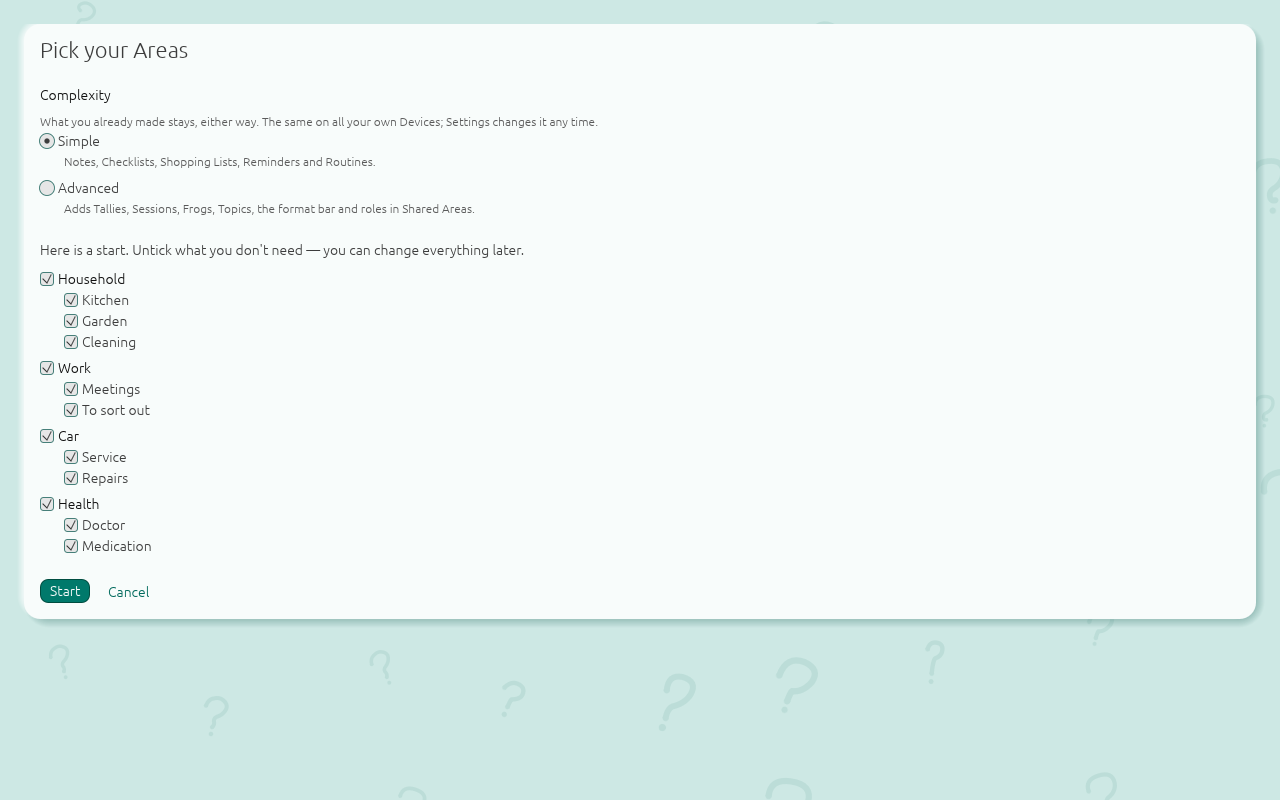 Pick your Areas
Complexity
What you already made stays, either way. The same on all your own Devices; Settings changes it any time.
Simple
Notes, Checklists, Shopping Lists, Reminders and Routines.
Advanced
Adds Tallies, Sessions, Frogs, Topics, the format bar and roles in Shared Areas.
Here is a start. Untick what you don't need — you can change everything later.
Household
Kitchen
Garden
Cleaning
Work
Meetings
To sort out
Car
Service
Repairs
Health
Doctor
Medication
Start Cancel